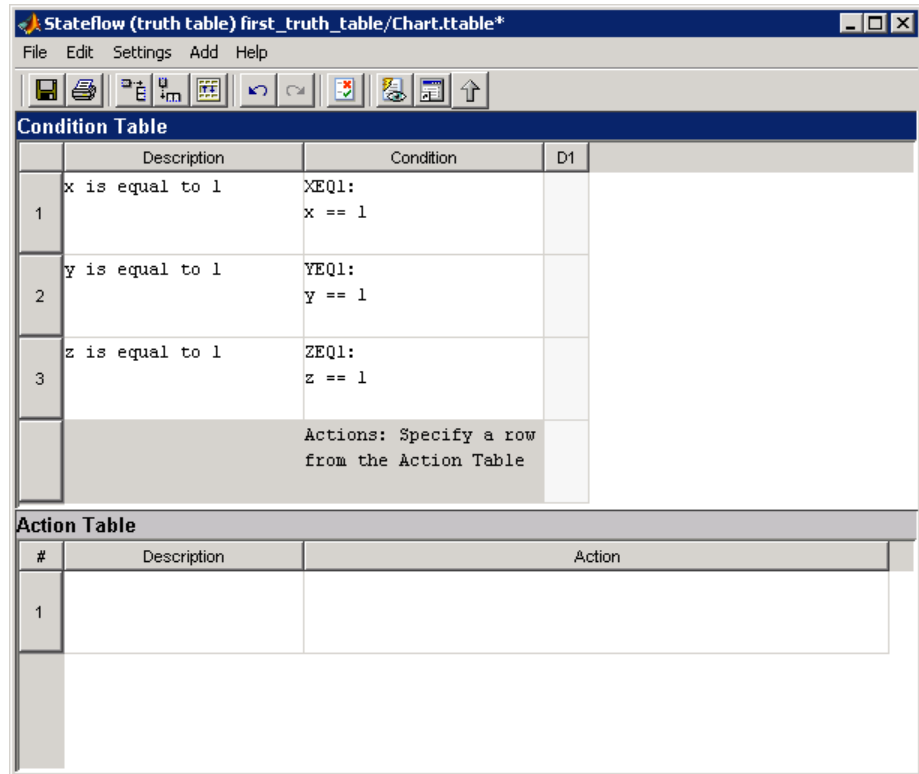 Stateflow (truth table) first_truth_table/Chart.ttable*
File Edit Settings Add Help
Condition Table
Description Condition D1
1 x is equal to 1 XEQ1:
x == 1
2 y is equal to 1 YEQ1:
y == 1
3 z is equal to 1 ZEQ1:
z == 1
Actions: Specify a row
from the Action Table
Action Table
# Description Action
1